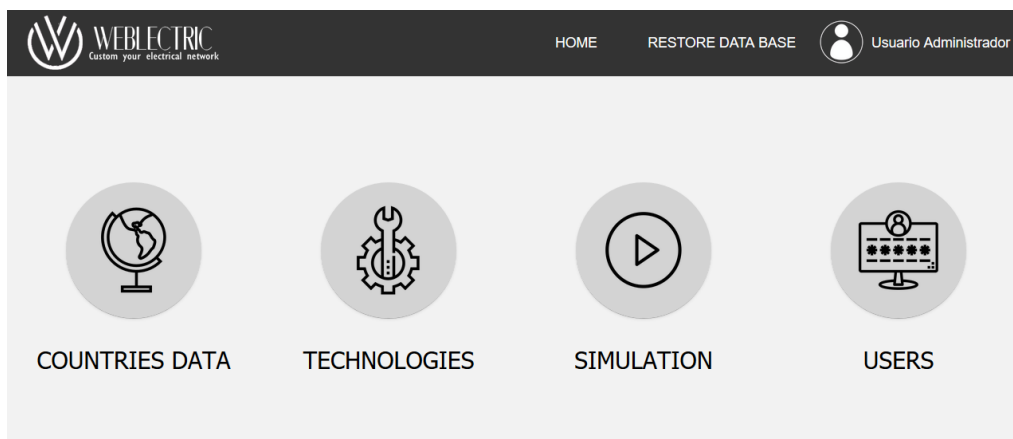 WEBLECTRIC
Custom your electrical network
HOME
RESTORE DATA BASE
Usuario Administrador
COUNTRIES DATA
TECHNOLOGIES
SIMULATION
USERS